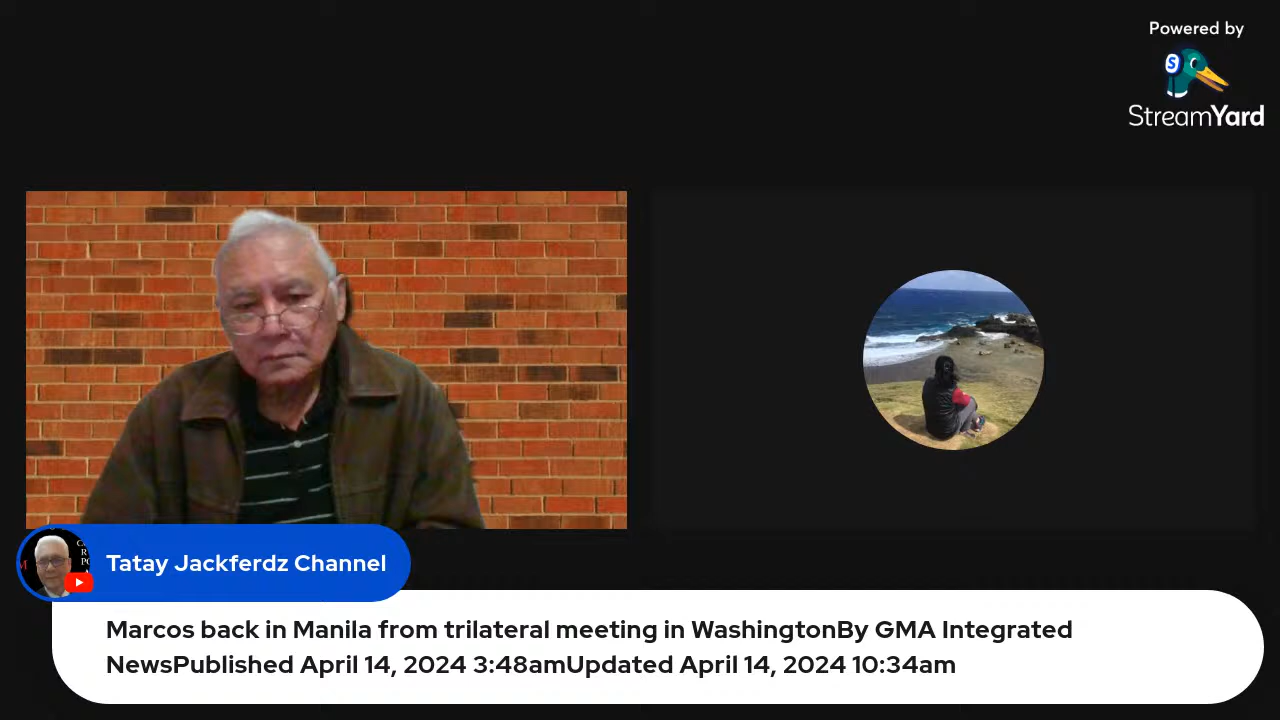 Powered by
S
StreamYard
Tatay Jackferdz Channel
Marcos back in Manila from trilateral meeting in WashingtonBy GMA Integrated
NewsPublished April 14, 2024 3:48amUpdated April 14, 2024 10:34am